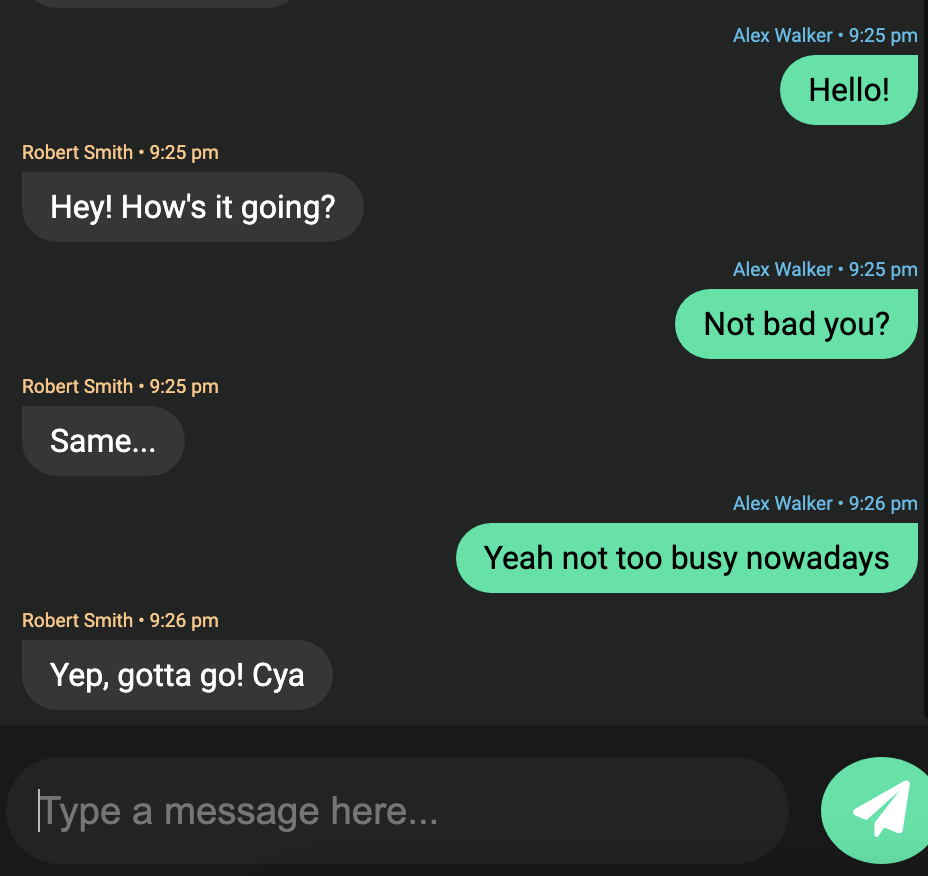 Alex Walker • 9:25 pm
Hello!
Robert Smith • 9:25 pm
Hey! How's it going?
Alex Walker • 9:25 pm
Not bad you?
Robert Smith • 9:25 pm
Same...
Alex Walker • 9:26 pm
Yeah not too busy nowadays
Robert Smith • 9:26 pm
Yep, gotta go! Cya
Type a message here...